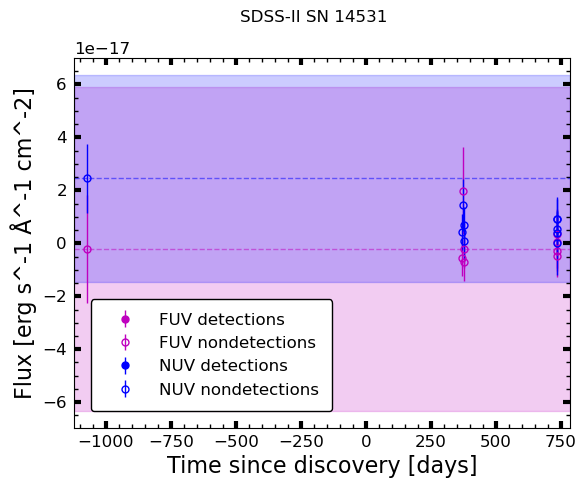 SDSS-II SN 14531
1e−17
Flux [erg s^-1 Å^-1 cm^-2]
6
4
2
0
−2
−4
−6
FUV detections
FUV nondetections
NUV detections
NUV nondetections
−1000 −750 −500 −250 0 250 500 750
Time since discovery [days]